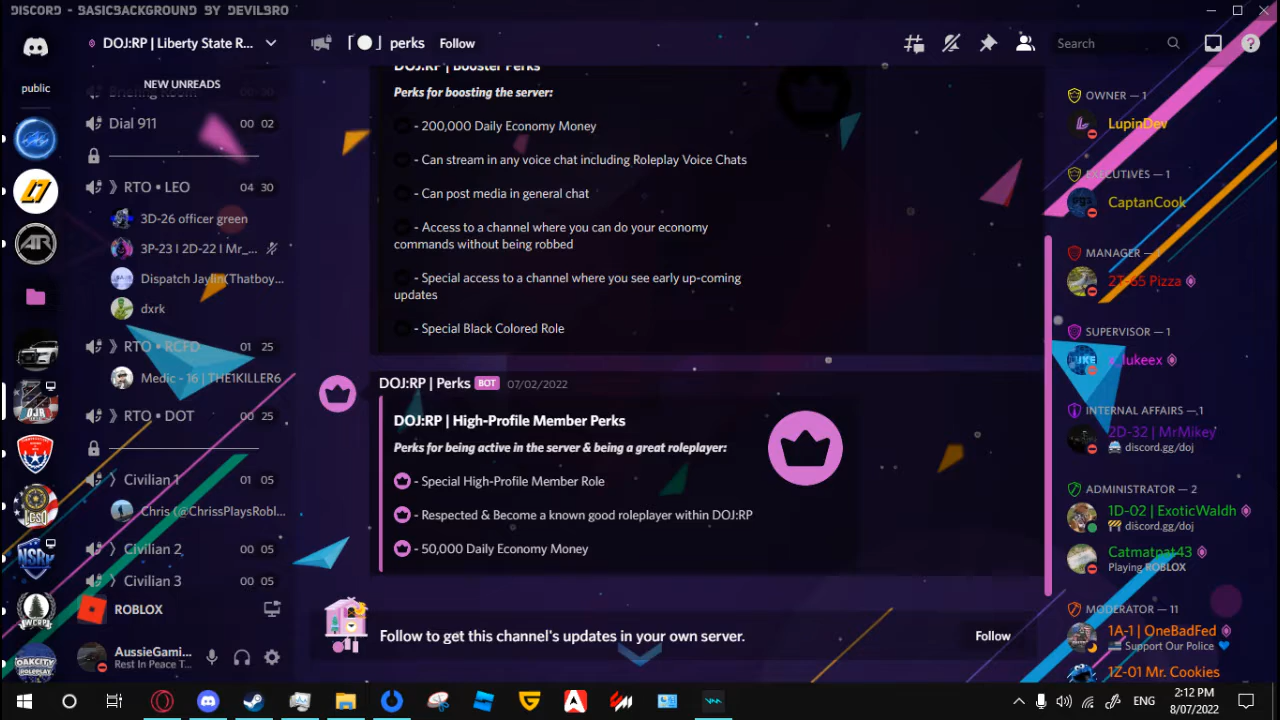 DISCORD - BASICBACKGROUND BY DEVILBRO
public
DOJ:RP | Liberty State R...
NEW UNREADS
Briefing Room 00 50
Dial 911 00 02
》RTO • LEO 04 30
3D-26 officer green
3P-23 I 2D-22 I Mr_...
Dispatch Jaylin(Thatboy...
dxrk
》RTO • RCFD 01 25
Medic - 16 | THE1KILLER6
》RTO • DOT 00 25
》Civilian 1 01 05
Chris (@ChrissPlaysRobl...
》Civilian 2 00 05
》Civilian 3 00 05
ROBLOX
AussieGami...
Rest In Peace T...
perks
Follow
Search
DOJ:RP | Booster Perks
Perks for boosting the server:
- 200,000 Daily Economy Money
- Can stream in any voice chat including Roleplay Voice Chats
- Can post media in general chat
- Access to a channel where you can do your economy
commands without being robbed
- Special access to a channel where you see early up-coming
updates
- Special Black Colored Role
DOJ:RP | Perks BOT 07/02/2022
DOJ:RP | High-Profile Member Perks
Perks for being active in the server & being a great roleplayer:
- Special High-Profile Member Role
- Respected & Become a known good roleplayer within DOJ:RP
- 50,000 Daily Economy Money
Follow to get this channel's updates in your own server.
Follow
OWNER — 1
LupinDev
EXECUTIVES — 1
CaptanCook
MANAGER — 1
2T-65 Pizza
SUPERVISOR — 1
x_lukeex
INTERNAL AFFAIRS — 1
2D-32 | MrMikey
discord.gg/doj
ADMINISTRATOR — 2
1D-02 | ExoticWaldh
discord.gg/doj
Catmatpat43
Playing ROBLOX
MODERATOR — 11
1A-1 | OneBadFed
Support Our Police
1Z-01 Mr. Cookies
ENG
2:12 PM
8/07/2022